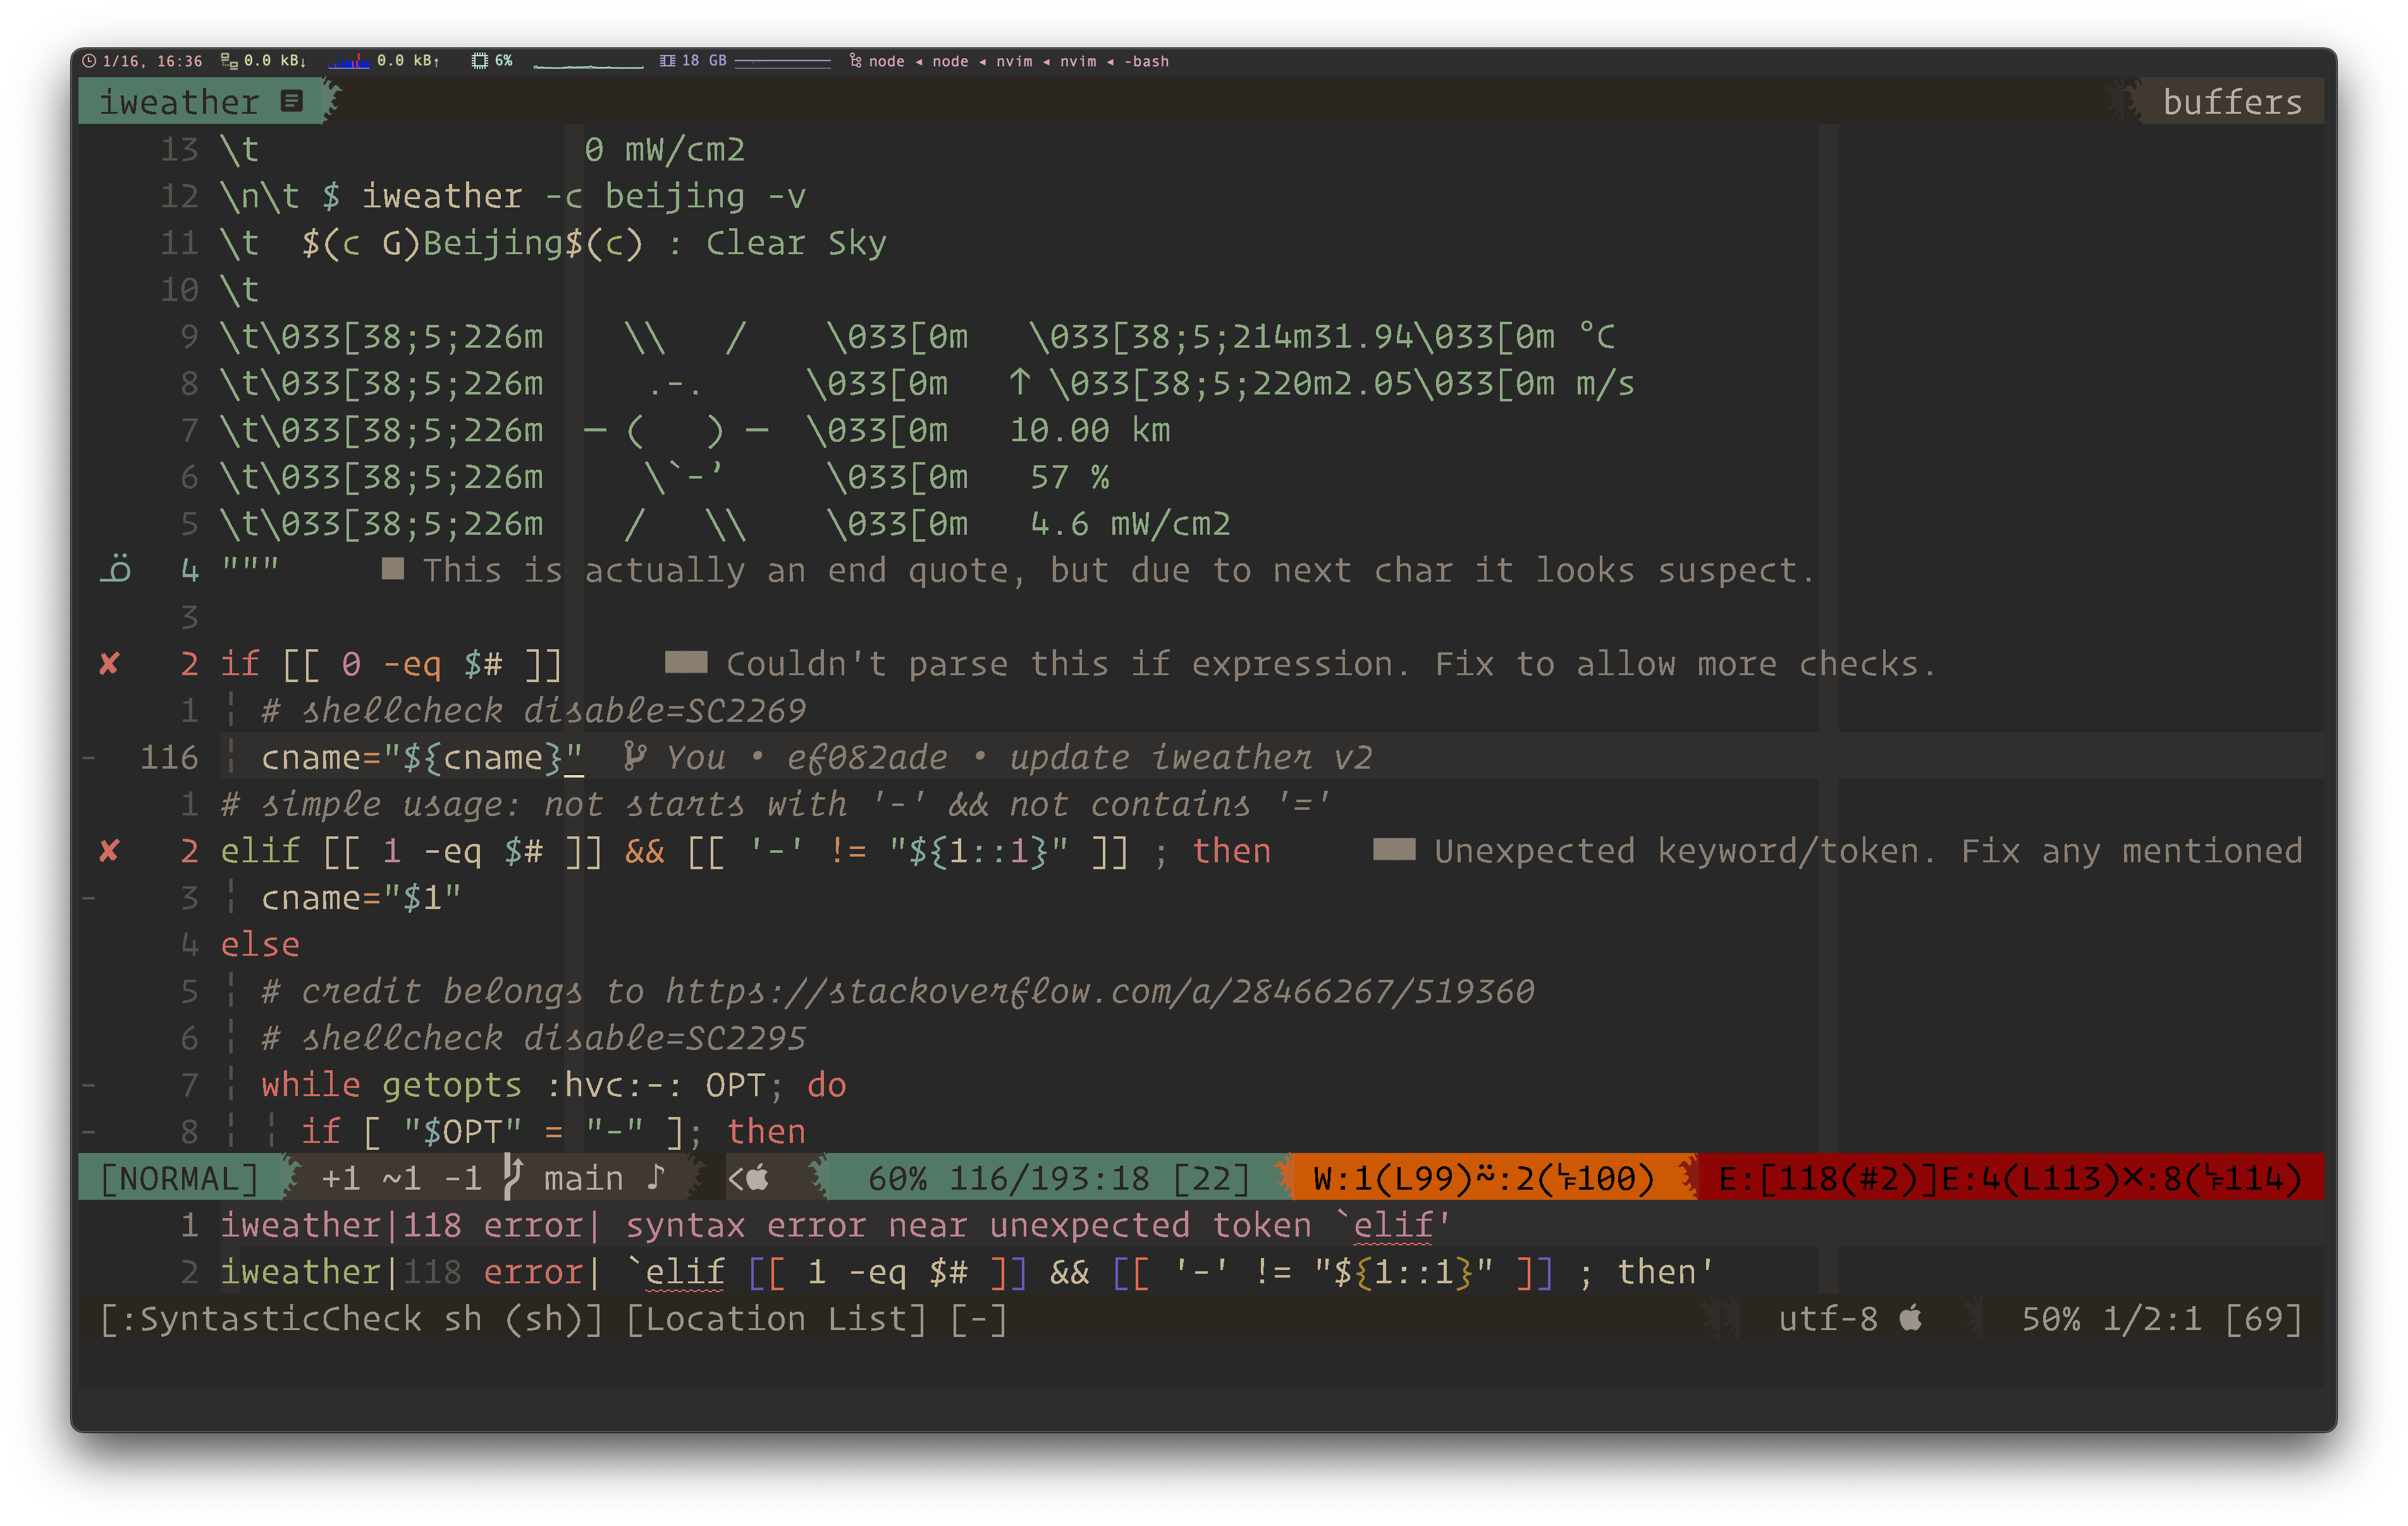 1/16, 16:36 0.0 kB↓ 0.0 kB↑ 6% 18 GB node ◂ node ◂ nvim ◂ nvim ◂ -bash
iweather buffers
13 \t                0 mW/cm2
12 \n\t $ iweather -c beijing -v
11 \t  $(c G)Beijing$(c) : Clear Sky
10 \t
9 \t\033[38;5;226m    \\   /    \033[0m   \033[38;5;214m31.94\033[0m °C
8 \t\033[38;5;226m     .-.     \033[0m   ↑ \033[38;5;220m2.05\033[0m m/s
7 \t\033[38;5;226m  ― (   ) ―  \033[0m   10.00 km
6 \t\033[38;5;226m     \`-’     \033[0m   57 %
5 \t\033[38;5;226m    /   \\    \033[0m   4.6 mW/cm2
4 """     ■ This is actually an end quote, but due to next char it looks suspect.
3
✘ 2 if [[ 0 -eq $# ]]     ■■ Couldn't parse this if expression. Fix to allow more checks.
1 ¦ # shellcheck disable=SC2269
- 116 ¦ cname="${cname}"  You • ef082ade • update iweather v2
1 # simple usage: not starts with '-' && not contains '='
✘ 2 elif [[ 1 -eq $# ]] && [[ '-' != "${1::1}" ]] ; then     ■■ Unexpected keyword/token. Fix any mentioned
- 3 ¦ cname="$1"
4 else
5 ¦ # credit belongs to https://stackoverflow.com/a/28466267/519360
6 ¦ # shellcheck disable=SC2295
- 7 ¦ while getopts :hvc:-: OPT; do
- 8 ¦ ¦ if [ "$OPT" = "-" ]; then
[NORMAL] +1 ~1 -1 main ♪ < 60% 116/193:18 [22] W:1(L99):2(␊100) E:[118(#2)]E:4(L113)×:8(␊114)
1 iweather|118 error| syntax error near unexpected token `elif'
2 iweather|118 error| `elif [[ 1 -eq $# ]] && [[ '-' != "${1::1}" ]] ; then'
[:SyntasticCheck sh (sh)] [Location List] [-] utf-8 50% 1/2:1 [69]